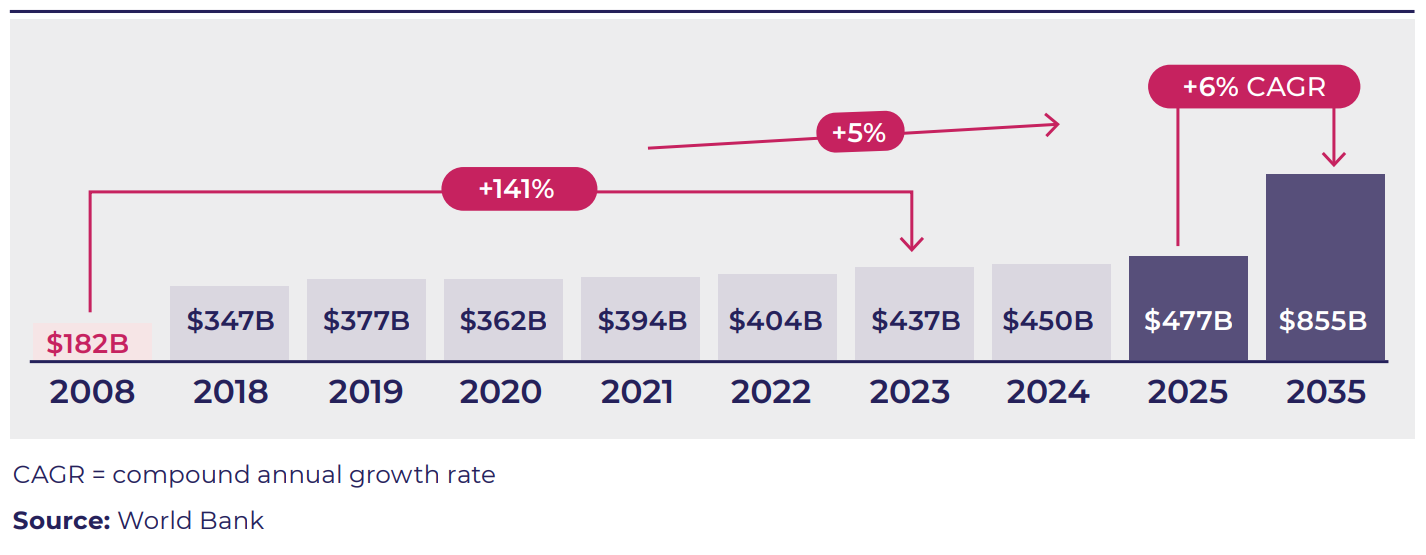 +6% CAGR
+5%
+141%
$182B $347B $377B $362B $394B $404B $437B $450B $477B $855B
2008 2018 2019 2020 2021 2022 2023 2024 2025 2035
CAGR = compound annual growth rate
Source: World Bank